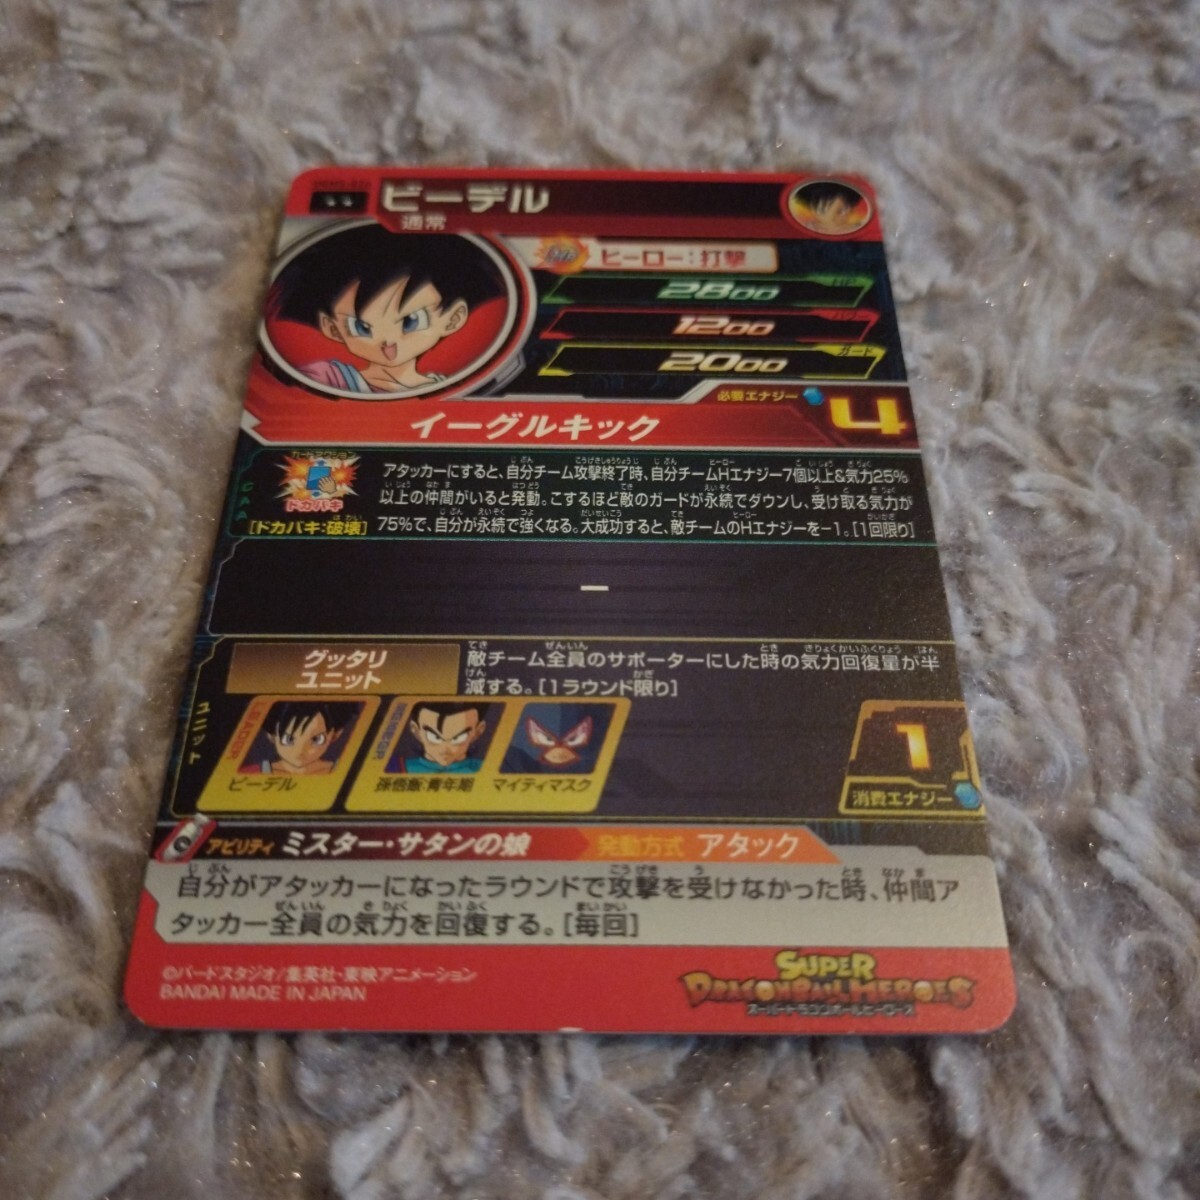 ビーデル
通常
ヒーロー:打撃
HP
2800
パワー
1200
ガード
2000
必要エナジー
4
イーグルキック
CAA
カードアクション
ドカバキ
[ドカバキ:破壊]
アタッカーにすると、自分チーム攻撃終了時、自分チームHエナジー7個以上&気力25%
以上の仲間がいると発動。こするほど敵のガードが永続でダウンし、受け取る気力が
75%で、自分が永続で強くなる。大成功すると、敵チームのHエナジーを-1。[1回限り]
—
ユニット
グッタリ
ユニット
敵チーム全員のサポーターにした時の気力回復量が半
減する。[1ラウンド限り]
LEADER
ビーデル
MEMBER
孫悟飯:青年期
マイティマスク
1
消費エナジー
アビリティ ミスター・サタンの娘 発動方式 アタック
自分がアタッカーになったラウンドで攻撃を受けなかった時、仲間ア
タッカー全員の気力を回復する。[毎回]
©バードスタジオ/集英社・東映アニメーション
BANDAI MADE IN JAPAN
SUPER
DRAGONBALL HEROES
スーパードラゴンボールヒーローズ